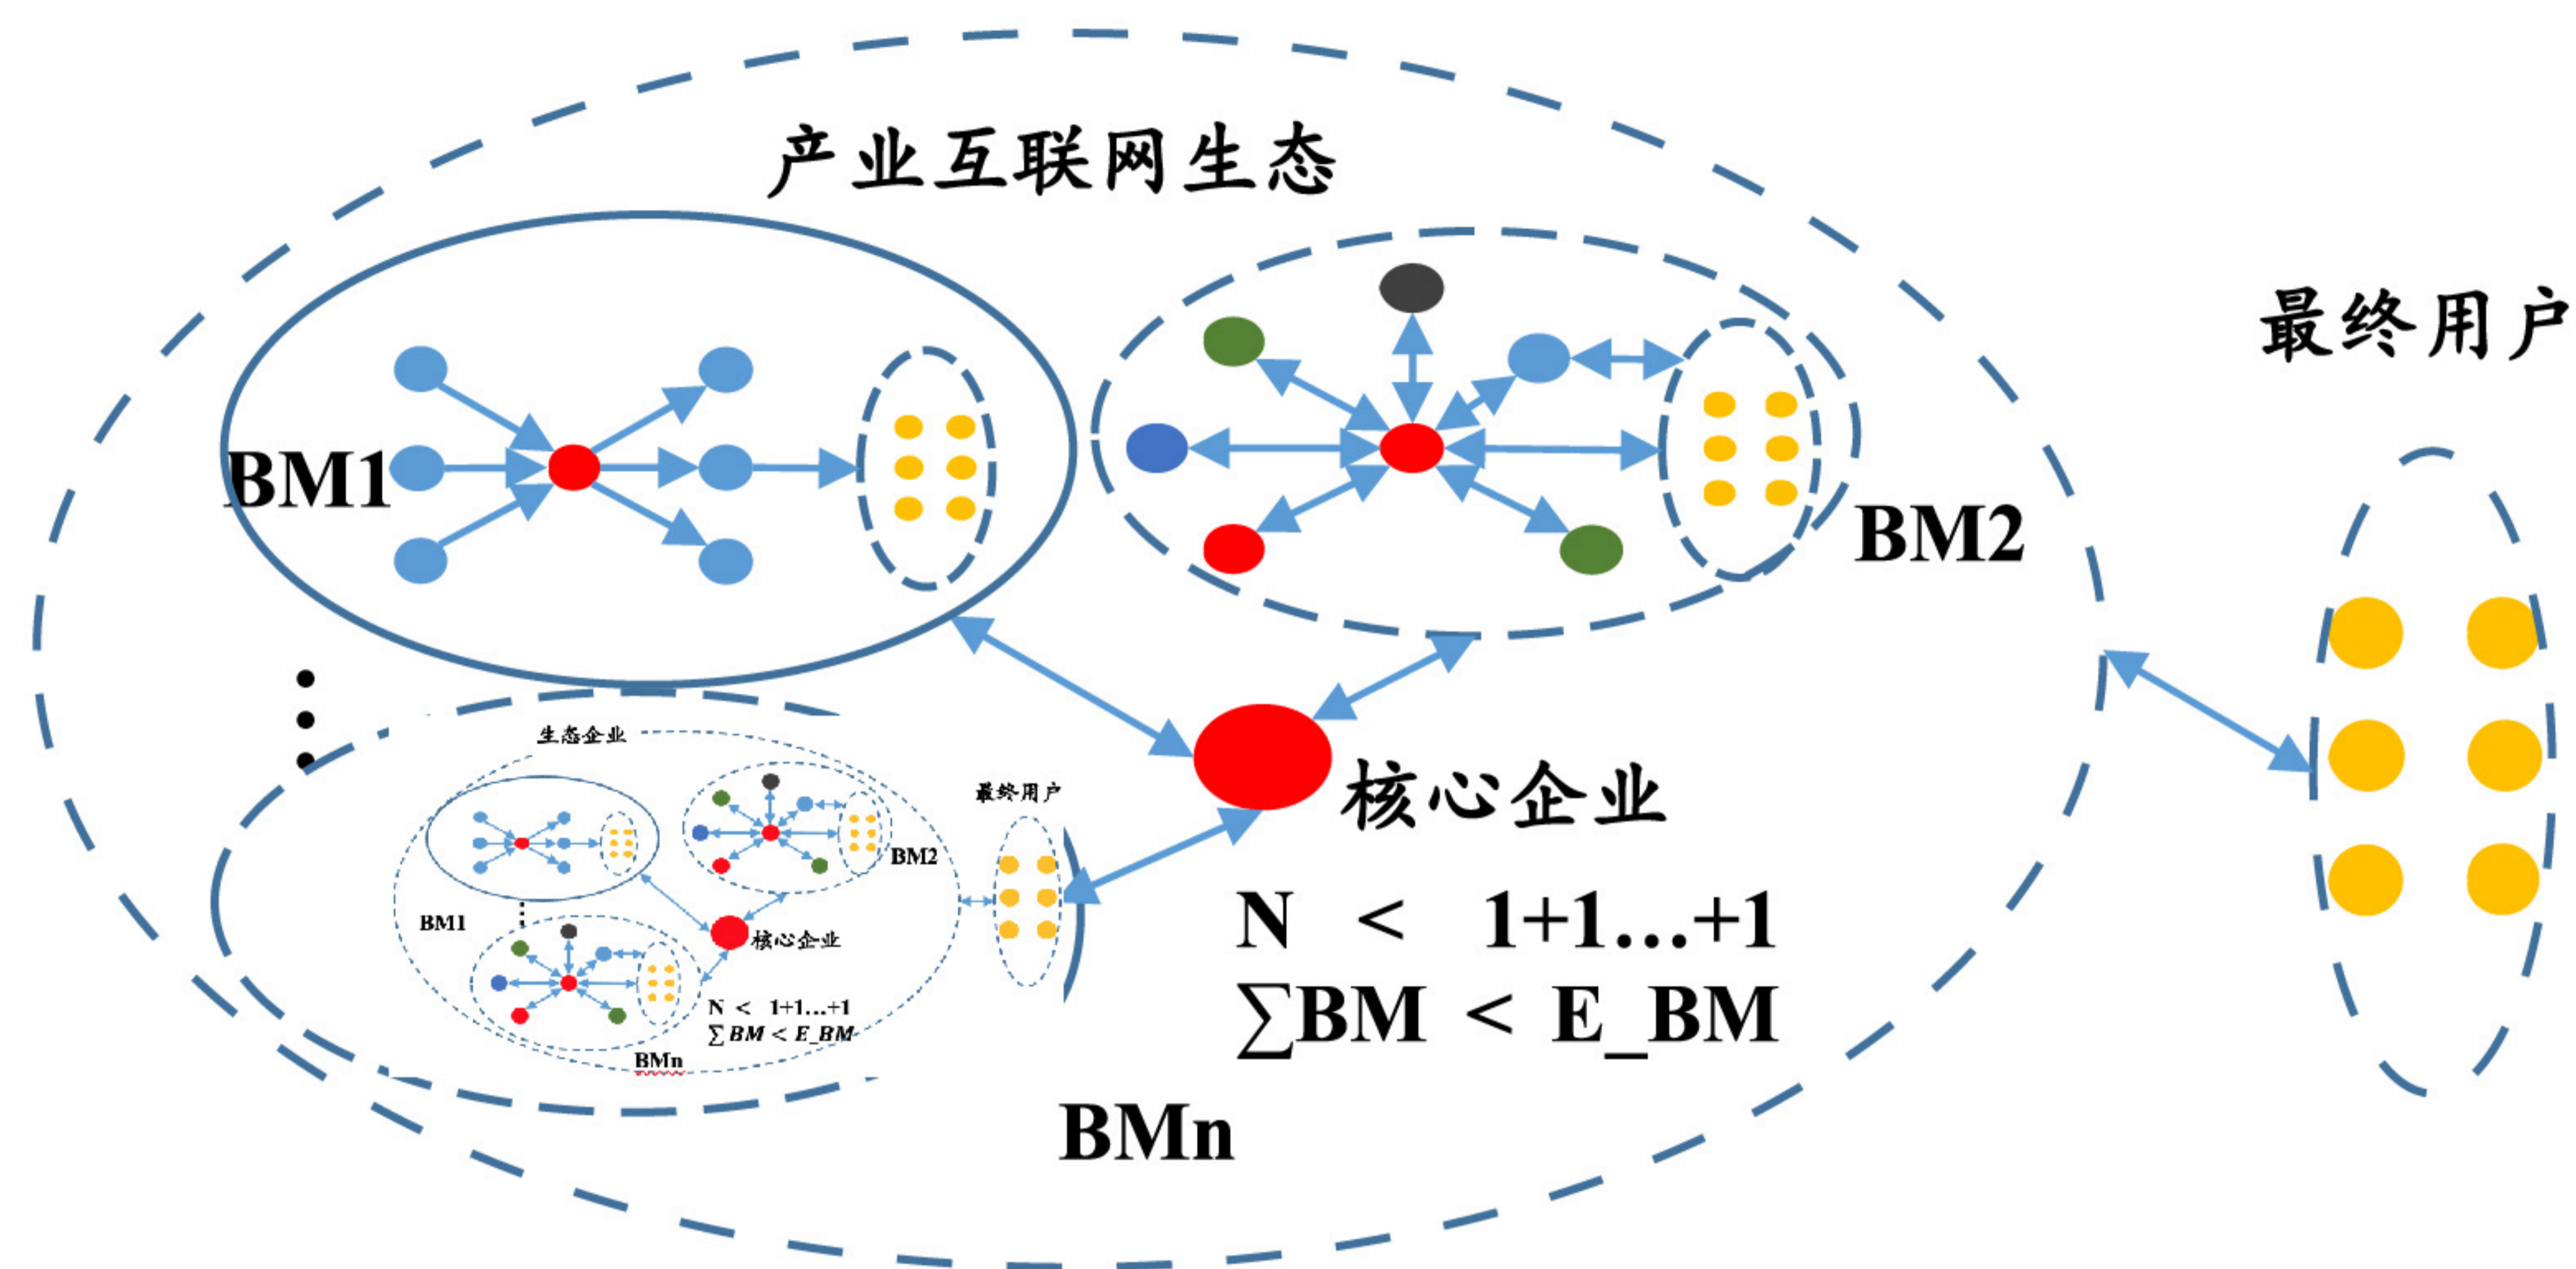 产业互联网生态
最终用户
BM1
BM2
核心企业
N < 1+1...+1
∑BM < E_BM
BMn
生态企业
最终用户
BM2
BM1
核心企业
N < 1+1...+1
∑BM < E_BM
BMn